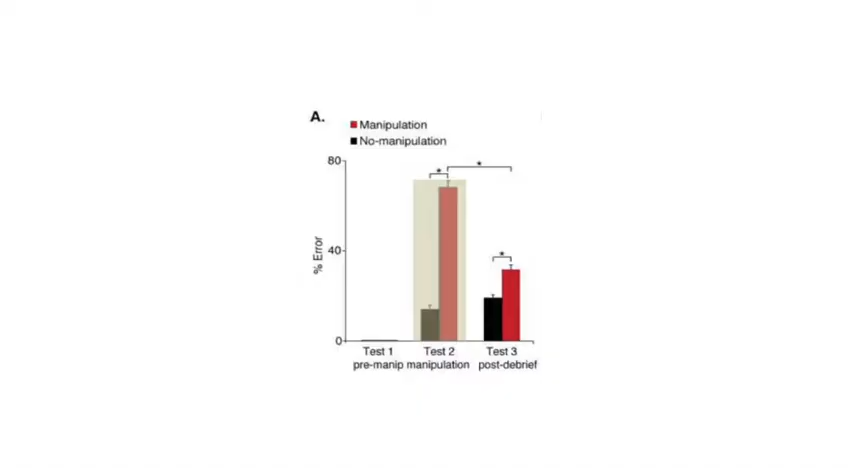 A.
Manipulation
No-manipulation
80
* *
% Error
40
*
0
Test 1 Test 2 Test 3
pre-manip manipulation post-debrief